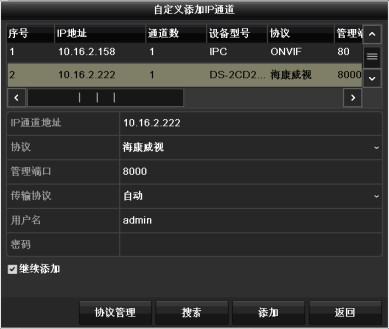 自定义添加IP通道
序号 IP地址 通道数 设备型号 协议 管理端
1 10.16.2.158 1 IPC ONVIF 80
2 10.16.2.222 1 DS-2CD2... 海康威视 8000
IP通道地址 10.16.2.222
协议 海康威视
管理端口 8000
传输协议 自动
用户名 admin
密码
继续添加
协议管理 搜索 添加 返回